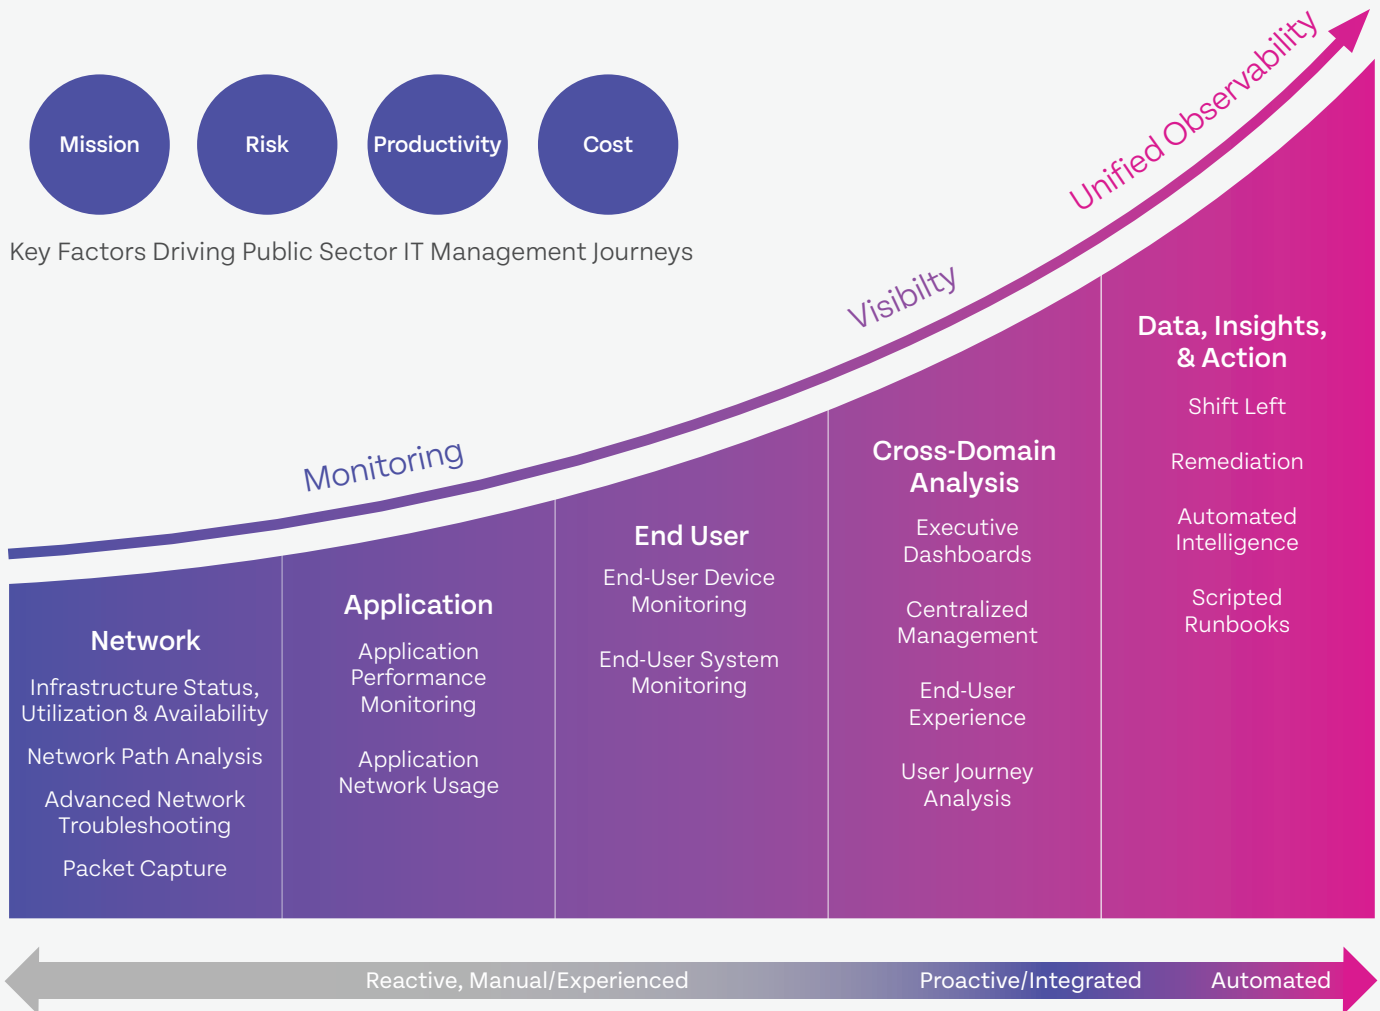 Mission
Risk
Productivity
Cost
Key Factors Driving Public Sector IT Management Journeys
Monitoring
Visibilty
Unified Observability
Network
Infrastructure Status,
Utilization & Availability
Network Path Analysis
Advanced Network
Troubleshooting
Packet Capture
Application
Application
Performance
Monitoring
Application
Network Usage
End User
End-User Device
Monitoring
End-User System
Monitoring
Cross-Domain
Analysis
Executive
Dashboards
Centralized
Management
End-User
Experience
User Journey
Analysis
Data, Insights,
& Action
Shift Left
Remediation
Automated
Intelligence
Scripted
Runbooks
Reactive, Manual/Experienced
Proactive/Integrated
Automated